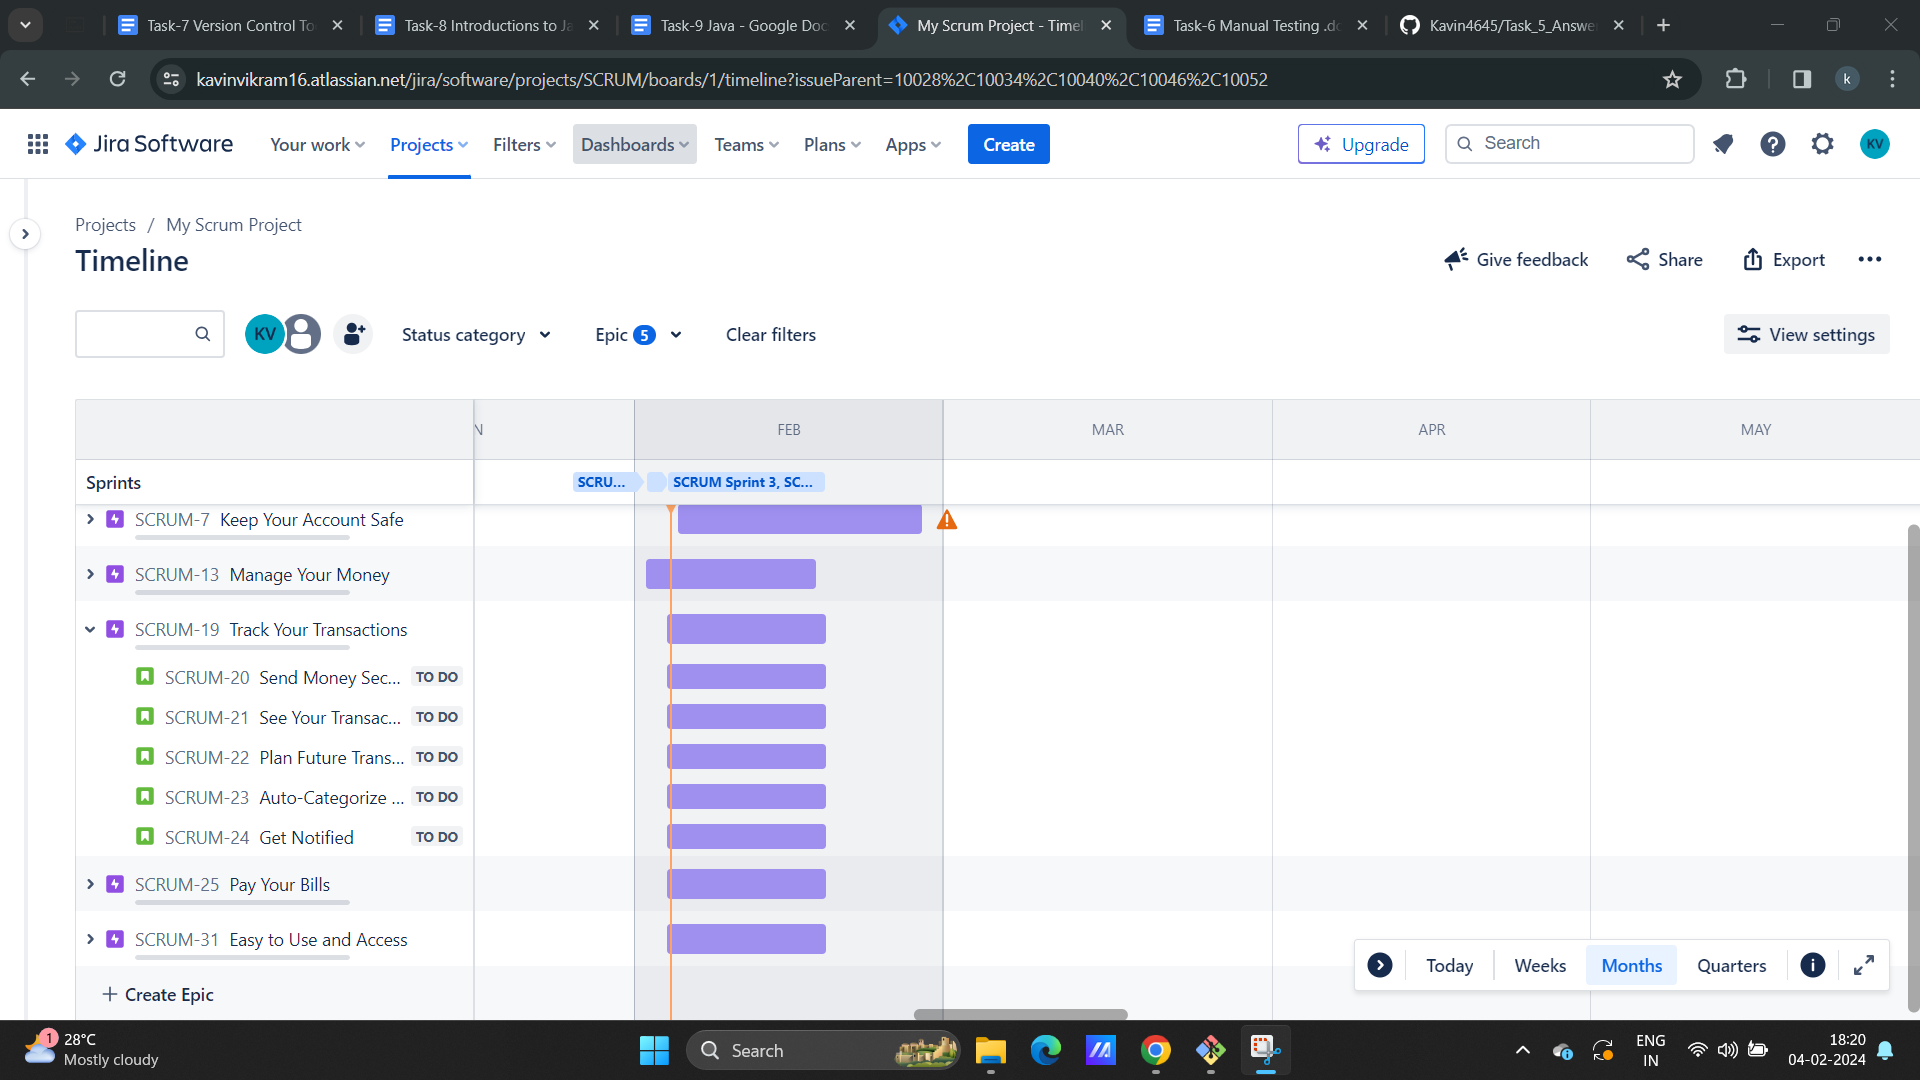 Task-7 Version Control To
Task-8 Introductions to Ja
Task-9 Java - Google Doc
My Scrum Project - Timel
Task-6 Manual Testing .do
Kavin4645/Task_5_Answe
kavinvikram16.atlassian.net/jira/software/projects/SCRUM/boards/1/timeline?issueParent=10028%2C10034%2C10040%2C10046%2C10052
k
Jira Software
Your work
Projects
Filters
Dashboards
Teams
Plans
Apps
Create
Upgrade
Search
KV
Projects / My Scrum Project
Timeline
Give feedback
Share
Export
KV
Status category
Epic 5
Clear filters
View settings
N
FEB
MAR
APR
MAY
Sprints
SCRU...
SCRUM Sprint 3, SC...
SCRUM-7 Keep Your Account Safe
SCRUM-13 Manage Your Money
SCRUM-19 Track Your Transactions
SCRUM-20 Send Money Sec... TO DO
SCRUM-21 See Your Transac... TO DO
SCRUM-22 Plan Future Trans... TO DO
SCRUM-23 Auto-Categorize ... TO DO
SCRUM-24 Get Notified TO DO
SCRUM-25 Pay Your Bills
SCRUM-31 Easy to Use and Access
+ Create Epic
Today
Weeks
Months
Quarters
1
28°C
Mostly cloudy
Search
ENG
IN
18:20
04-02-2024